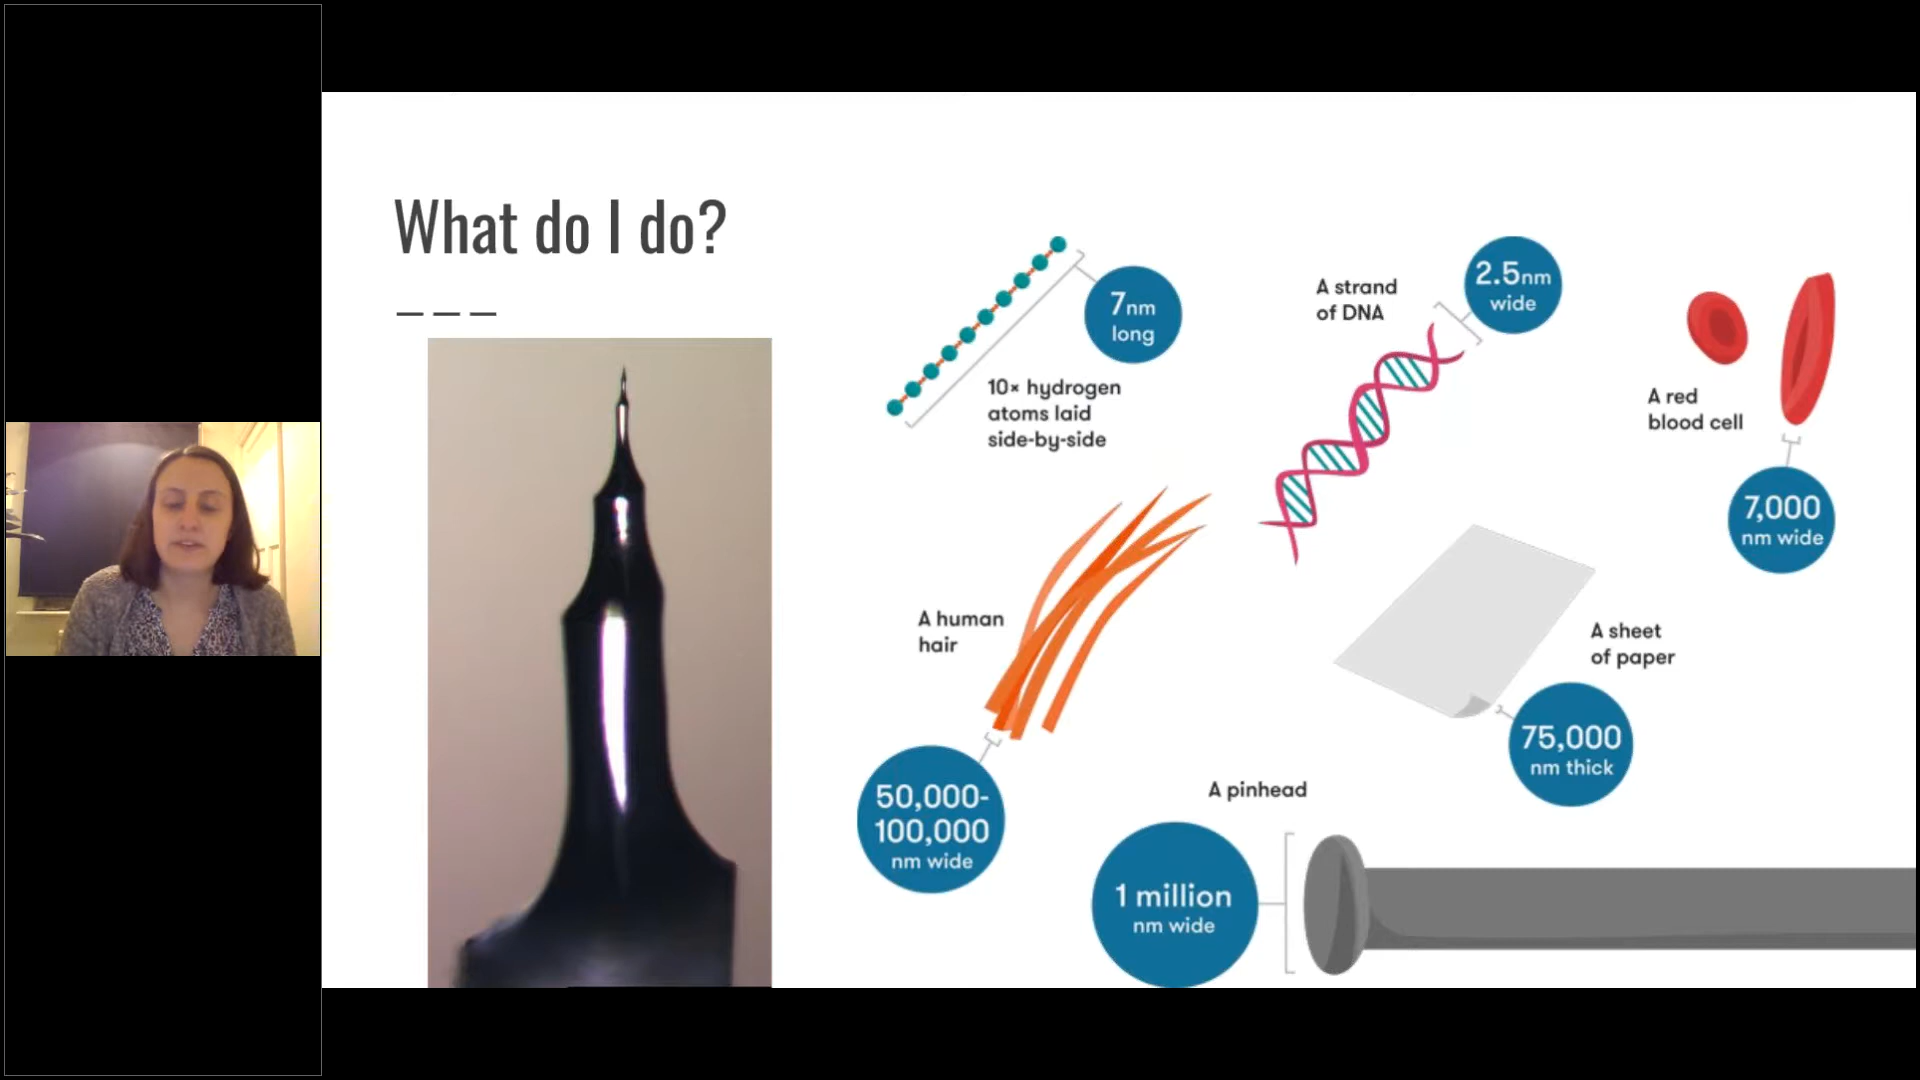 What do I do?
7nm
long
10× hydrogen
atoms laid
side-by-side
A strand
of DNA
2.5nm
wide
A red
blood cell
7,000
nm wide
A human
hair
50,000-
100,000
nm wide
A sheet
of paper
75,000
nm thick
A pinhead
1 million
nm wide